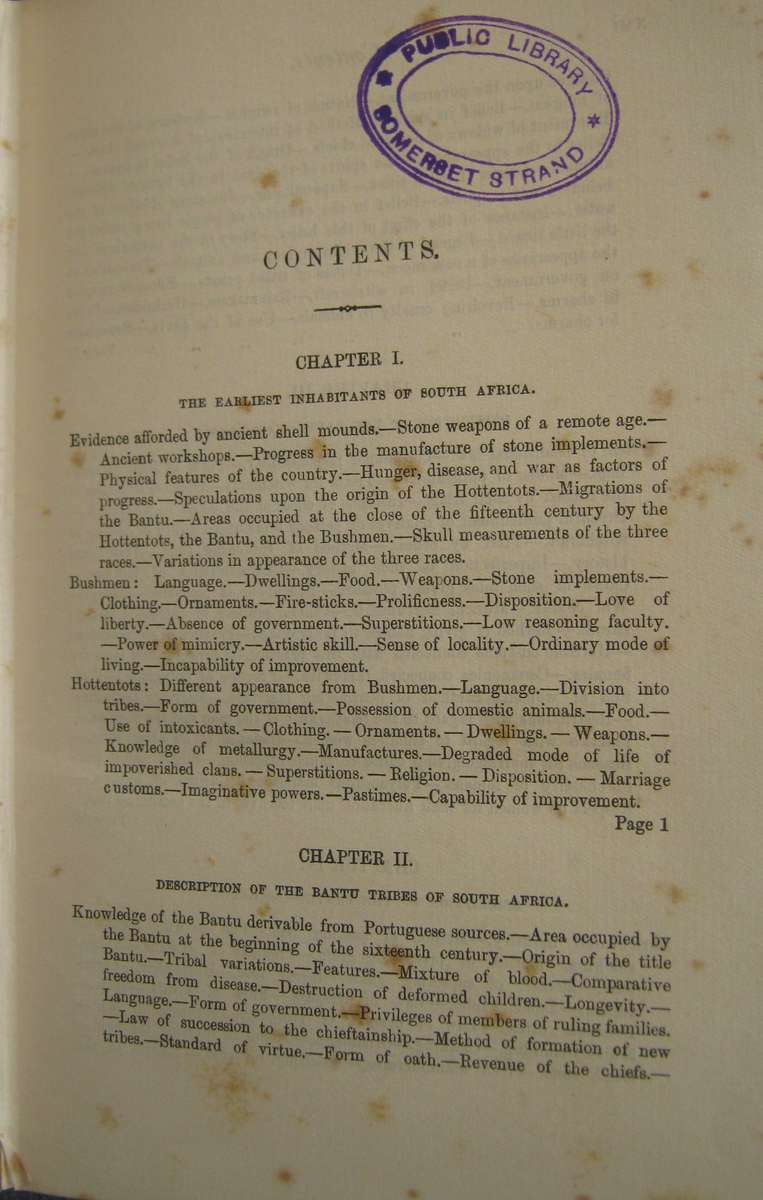 PUBLIC LIBRARY
* SOMERSET STRAND *
CONTENTS.
CHAPTER I.
THE EARLIEST INHABITANTS OF SOUTH AFRICA.
Evidence afforded by ancient shell mounds.—Stone weapons of a remote age.—
Ancient workshops.—Progress in the manufacture of stone implements.—
Physical features of the country.—Hunger, disease, and war as factors of
progress.—Speculations upon the origin of the Hottentots.—Migrations of
the Bantu.—Areas occupied at the close of the fifteenth century by the
Hottentots, the Bantu, and the Bushmen.—Skull measurements of the three
races.—Variations in appearance of the three races.
Bushmen: Language.—Dwellings.—Food.—Weapons.—Stone implements.—
Clothing.—Ornaments.—Fire-sticks.—Prolificness.—Disposition.—Love of
liberty.—Absence of government.—Superstitions.—Low reasoning faculty.
—Power of mimicry.—Artistic skill.—Sense of locality.—Ordinary mode of
living.—Incapability of improvement.
Hottentots: Different appearance from Bushmen.—Language.—Division into
tribes.—Form of government.—Possession of domestic animals.—Food.—
Use of intoxicants.—Clothing.—Ornaments.—Dwellings.—Weapons.—
Knowledge of metallurgy.—Manufactures.—Degraded mode of life of
impoverished clans.—Superstitions.—Religion.—Disposition.—Marriage
customs.—Imaginative powers.—Pastimes.—Capability of improvement.
Page 1
CHAPTER II.
DESCRIPTION OF THE BANTU TRIBES OF SOUTH AFRICA.
Knowledge of the Bantu derivable from Portuguese sources.—Area occupied by
the Bantu at the beginning of the sixteenth century.—Origin of the title
Bantu.—Tribal variations.—Features.—Mixture of blood.—Comparative
freedom from disease.—Destruction of deformed children.—Longevity.—
Language.—Form of government.—Privileges of members of ruling families.
—Law of succession to the chieftainship.—Method of formation of new
tribes.—Standard of virtue.—Form of oath.—Revenue of the chiefs.—